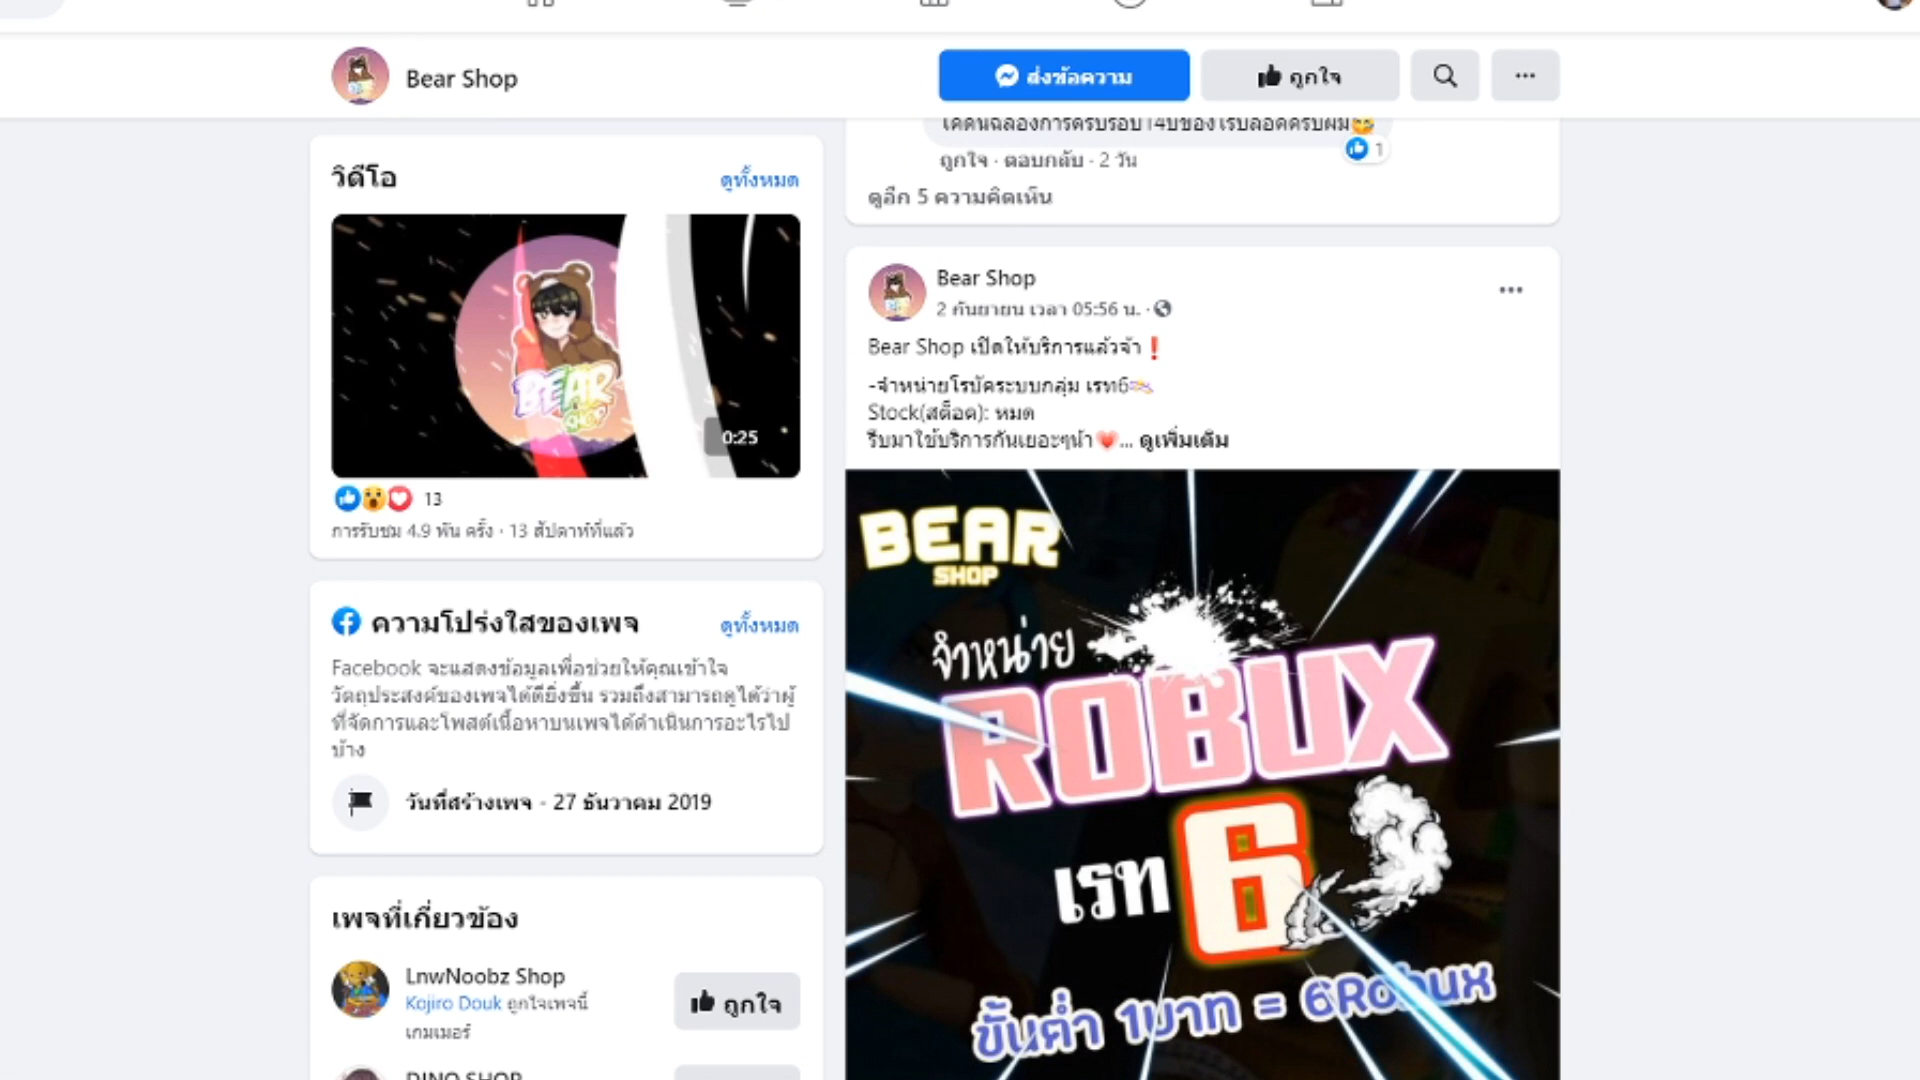 Bear Shop
ส่งข้อความ
ถูกใจ
วิดีโอ
ดูทั้งหมด
0:25
13
การรับชม 4.9 พัน ครั้ง · 13 สัปดาห์ที่แล้ว
ความโปร่งใสของเพจ
ดูทั้งหมด
Facebook จะแสดงข้อมูลเพื่อช่วยให้คุณเข้าใจ
วัตถุประสงค์ของเพจได้ดียิ่งขึ้น รวมถึงสามารถดูได้ว่าผู้
ที่จัดการและโพสต์เนื้อหาบนเพจได้ดำเนินการอะไรไป
บ้าง
วันที่สร้างเพจ - 27 ธันวาคม 2019
เพจที่เกี่ยวข้อง
LnwNoobz Shop
Kojiro Douk ถูกใจเพจนี้
เกมเมอร์
ถูกใจ
DINO SHOP
1
ถูกใจ · ตอบกลับ · 2 วัน
ดูอีก 5 ความคิดเห็น
Bear Shop
2 กันยายน เวลา 05:56 น. ·
Bear Shop เปิดให้บริการแล้วจ้า❗
-จำหน่ายโรบัคระบบกลุ่ม เรท6
Stock(สต็อค): หมด
รีบมาใช้บริการกันเยอะๆน้า... ดูเพิ่มเติม
BEAR
SHOP
จำหน่าย
ROBUX
เรท 6
ขั้นต่ำ 1บาท = 6Robux